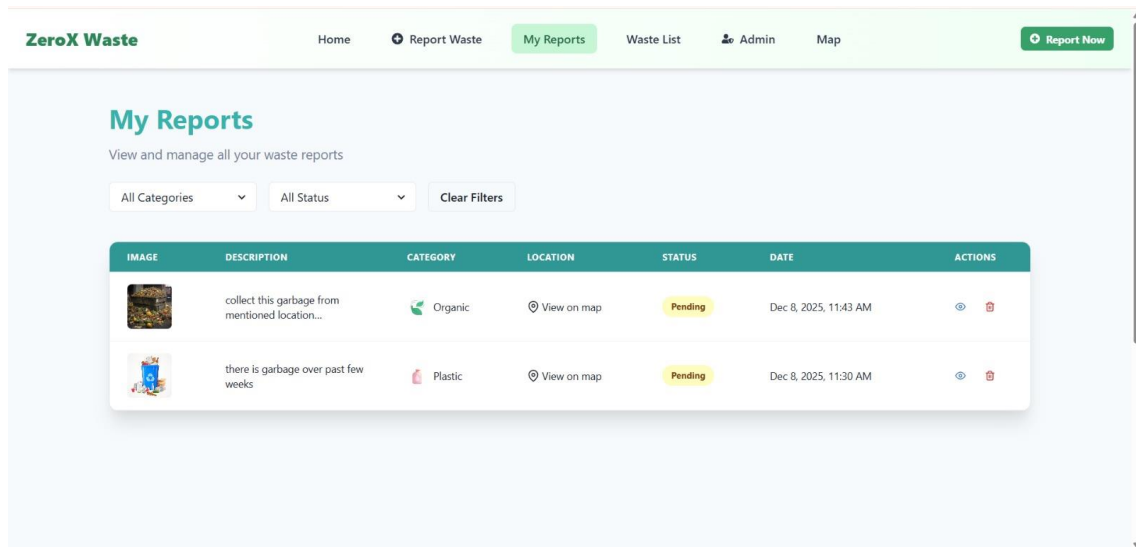 ZeroX Waste Home Report Waste My Reports Waste List Admin Map Report Now
My Reports
View and manage all your waste reports
All Categories All Status Clear Filters
IMAGE DESCRIPTION CATEGORY LOCATION STATUS DATE ACTIONS
collect this garbage from
mentioned location...
Organic View on map Pending Dec 8, 2025, 11:43 AM
there is garbage over past few
weeks
Plastic View on map Pending Dec 8, 2025, 11:30 AM